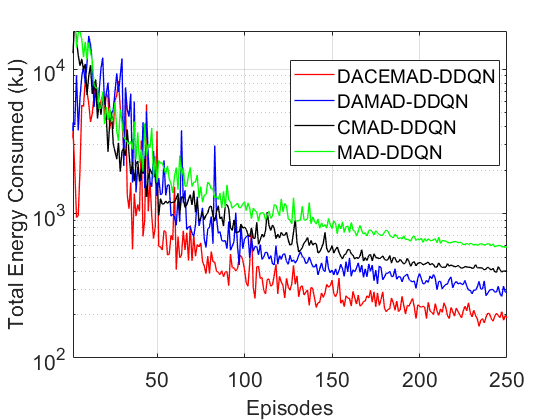 Total Energy Consumed (kJ)
10^4
10^3
10^2
DACEMAD-DDQN
DAMAD-DDQN
CMAD-DDQN
MAD-DDQN
50 100 150 200 250
Episodes